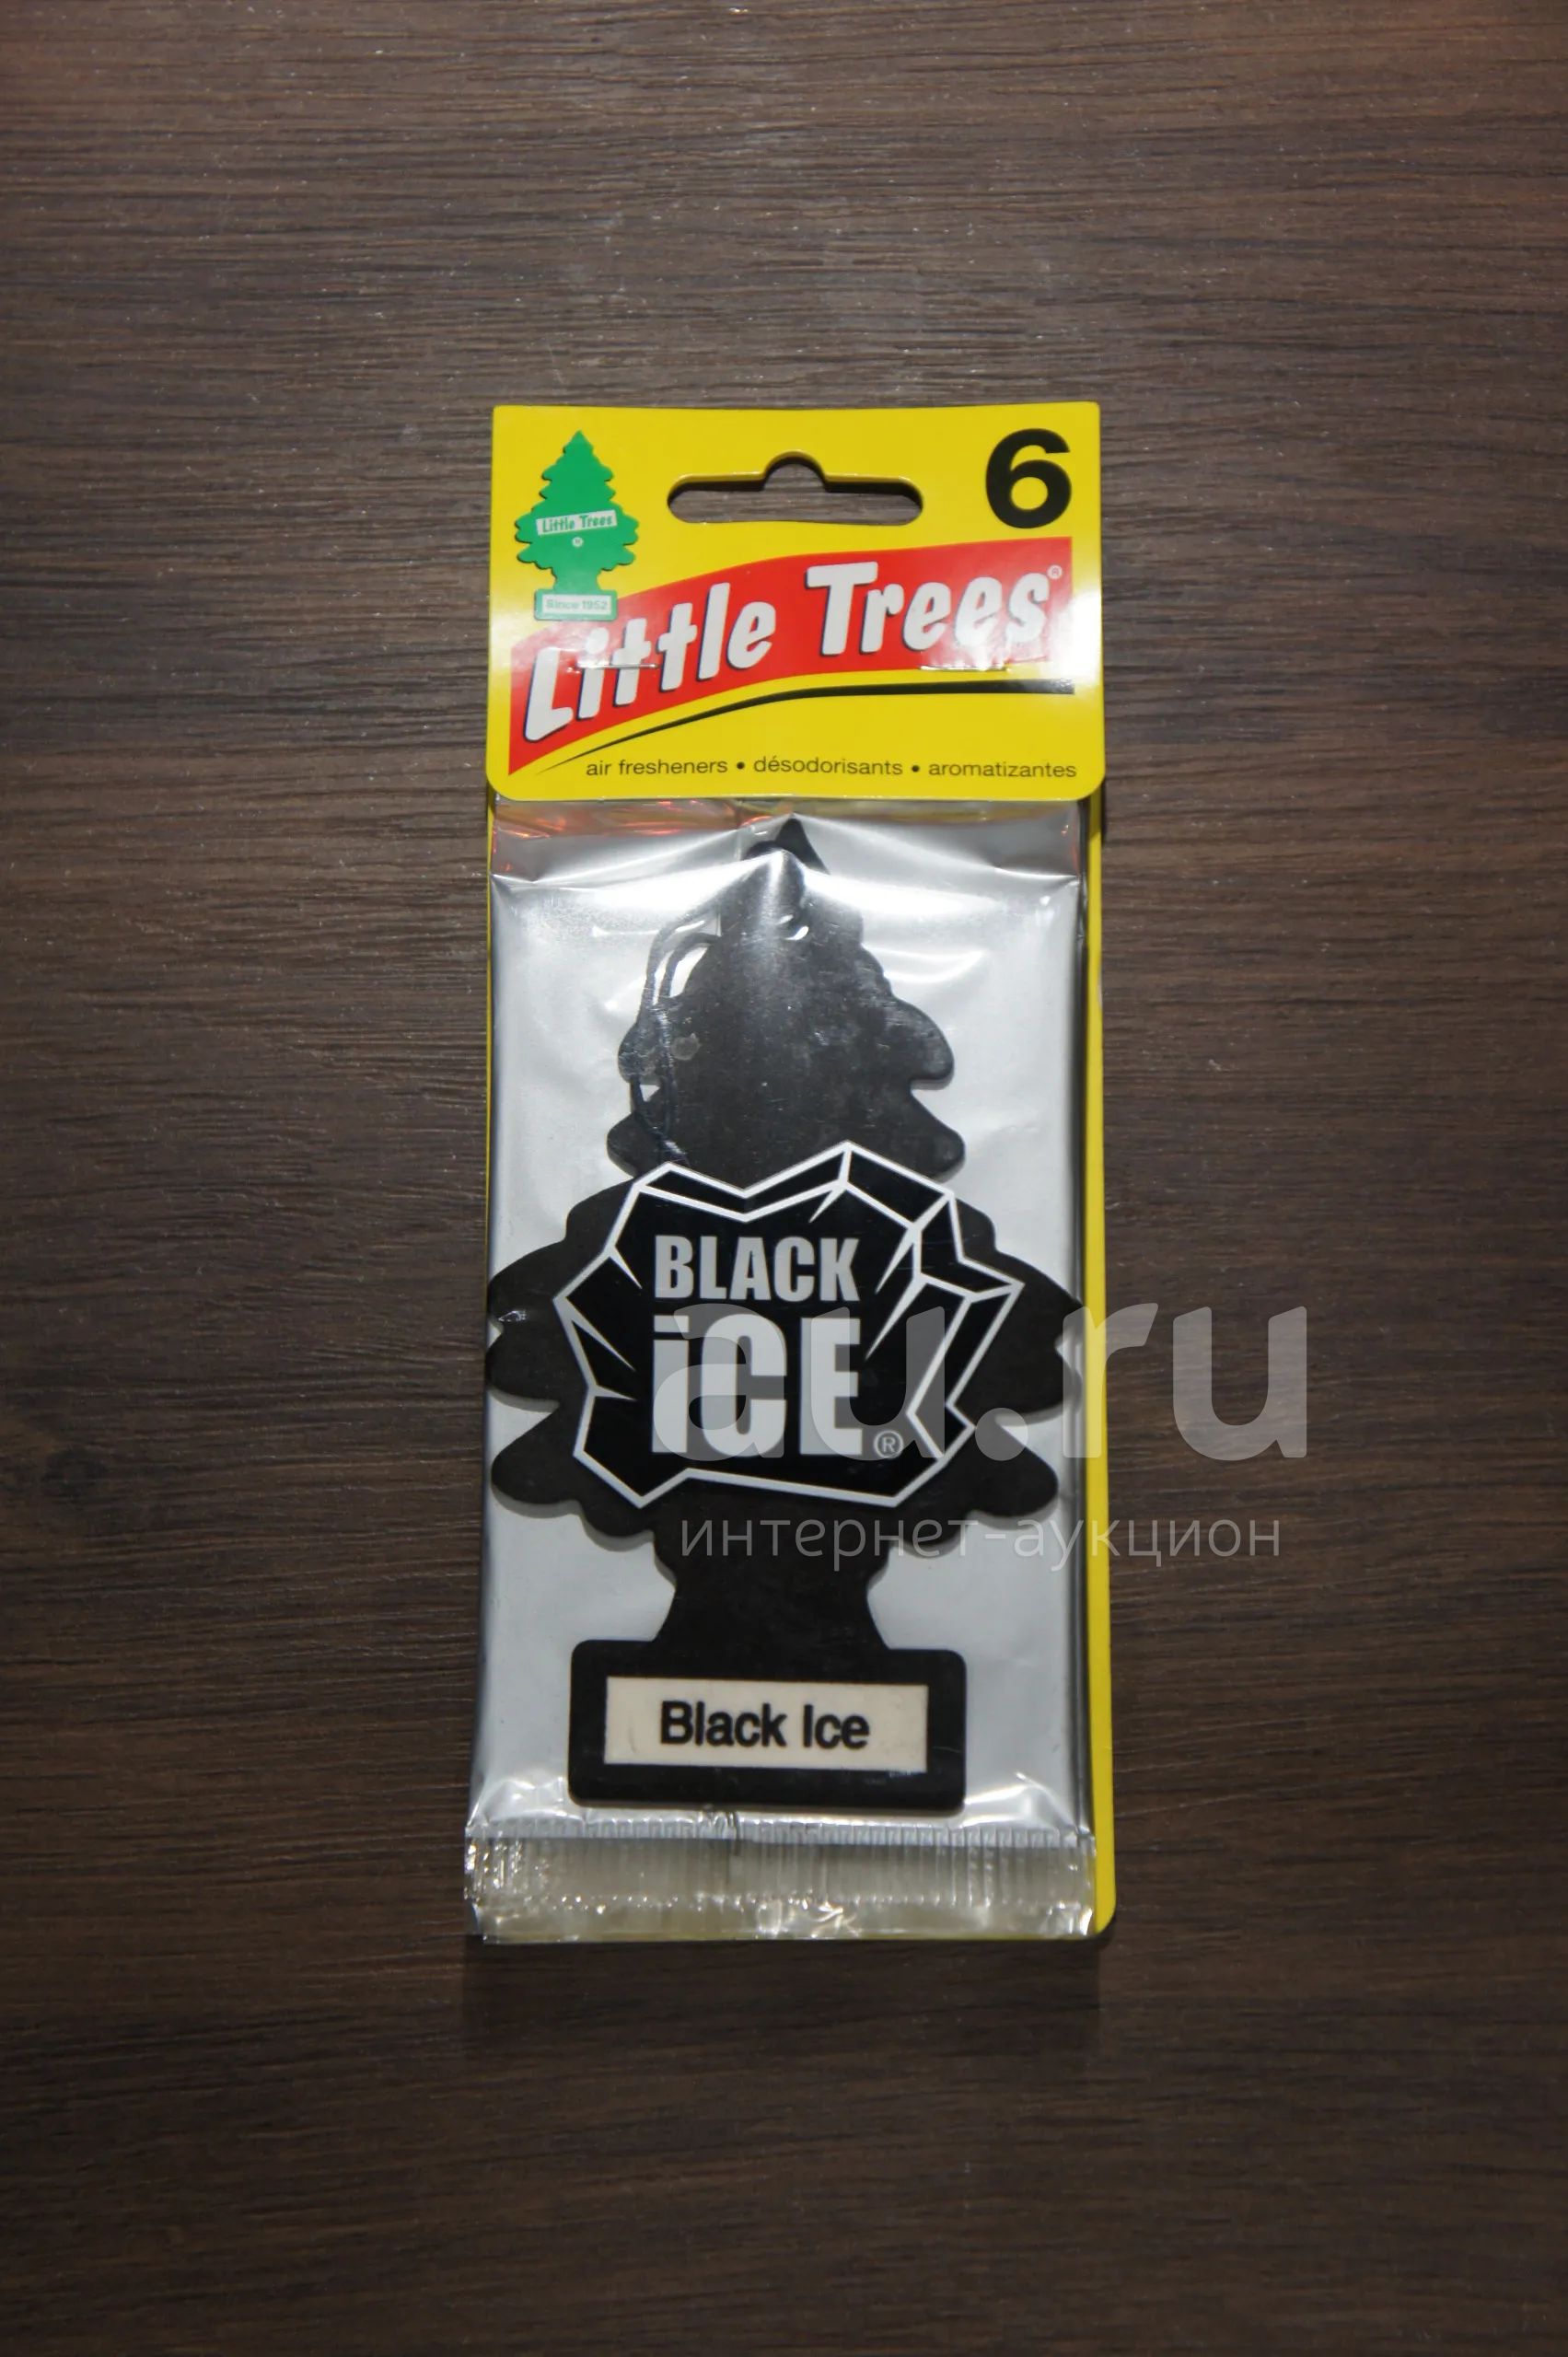 6
Little Trees
®
Since 1952
Little Trees®
air fresheners • désodorisants • aromatizantes
BLACK
iCE®
au.ru
интернет-аукцион
Black Ice